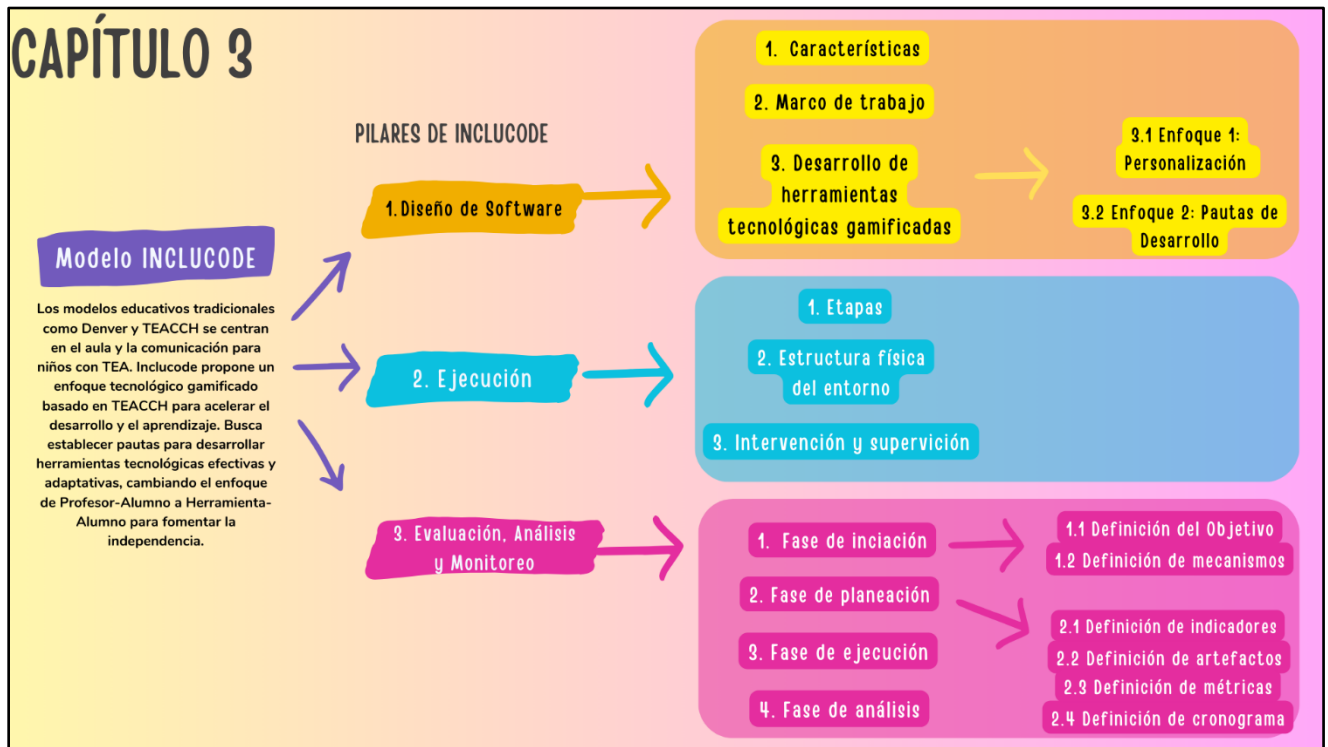 CAPÍTULO 3
Modelo INCLUCODE
Los modelos educativos tradicionales
como Denver y TEACCH se centran
en el aula y la comunicación para
niños con TEA. Inclucode propone un
enfoque tecnológico gamificado
basado en TEACCH para acelerar el
desarrollo y el aprendizaje. Busca
establecer pautas para desarrollar
herramientas tecnológicas efectivas y
adaptativas, cambiando el enfoque
de Profesor-Alumno a Herramienta-
Alumno para fomentar la
independencia.
PILARES DE INCLUCODE
1.Diseño de Software
1. Característicás
2. Marco de trabajo
3. Desarrollo de
herramientas
tecnológicas gamificadas
3.1 Enfoque 1:
Personalización
3.2 Enfoque 2: Pautas de
Desarrollo
2. Ejecución
1. Etapas
2. Estructura física
del entorno
3. Intervención y supervición
3. Evaluación, Análisis
y Monitoreo
1. Fase de inciación
1.1 Definición del Objetivo
1.2 Definición de mecanismos
2. Fase de planeación
2.1 Definición de indicadores
2.2 Definición de artefactos
2.3 Definición de métricas
2.4 Definición de cronograma
3. Fase de ejecución
4. Fase de análisis